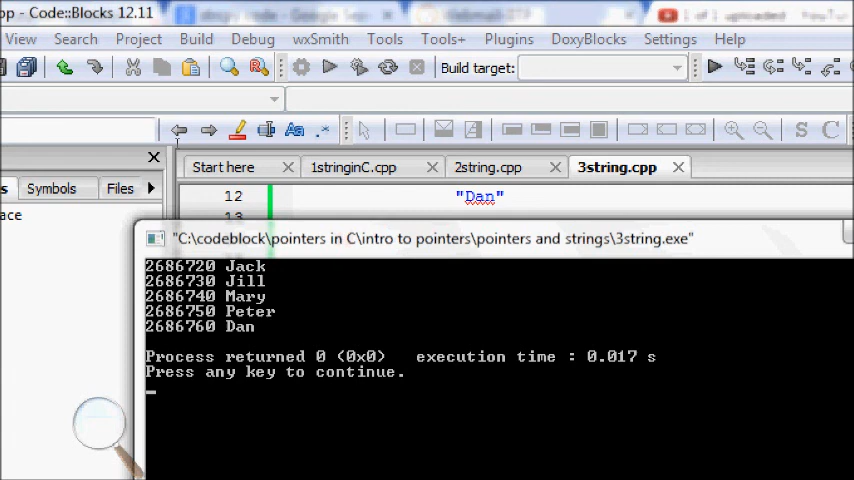 p - Code::Blocks 12.11
View Search Project Build Debug wxSmith Tools Tools+ Plugins DoxyBlocks Settings Help
Build target:
S C
Start here 1stringinC.cpp 2string.cpp 3string.cpp
s Symbols Files
12 "Dan"
ace
13
"C:\codeblock\pointers in C\intro to pointers\pointers and strings\3string.exe"
2686720 Jack
2686730 Jill
2686740 Mary
2686750 Peter
2686760 Dan
Process returned 0 (0x0) execution time : 0.017 s
Press any key to continue.